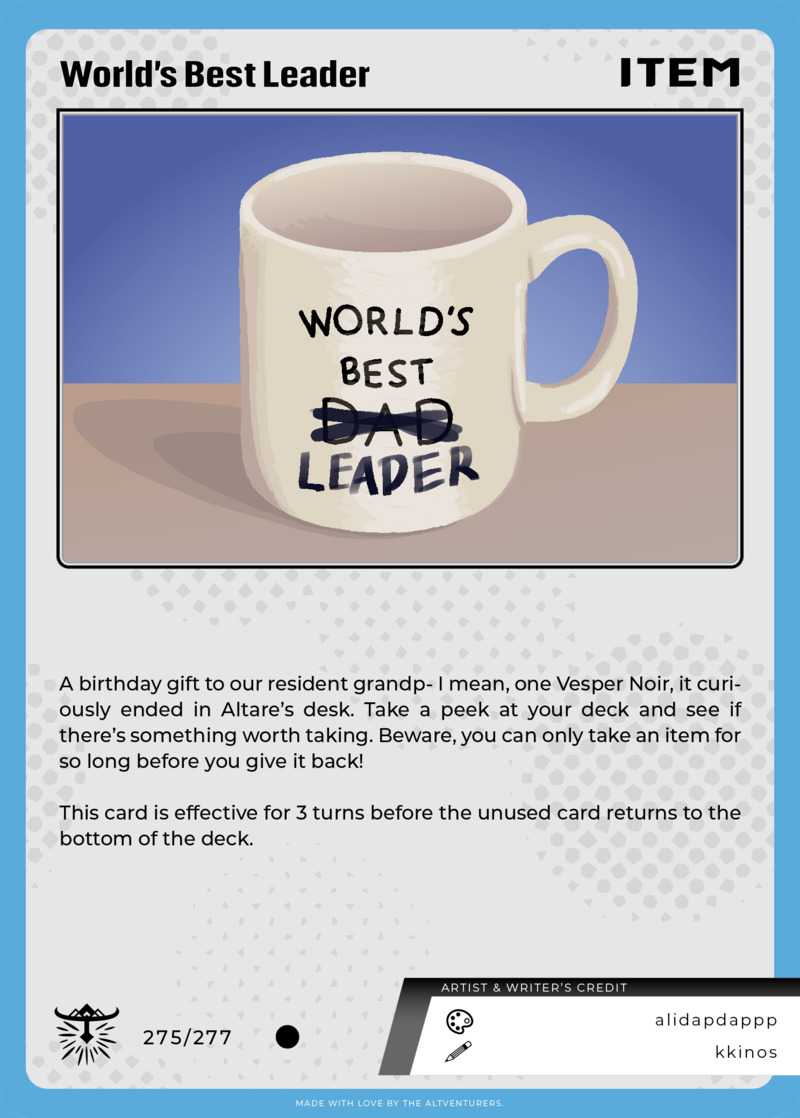 World's Best Leader
ITEM
WORLD'S
BEST
DAD
LEADER
A birthday gift to our resident grandp- I mean, one Vesper Noir, it curi-
ously ended in Altare's desk. Take a peek at your deck and see if
there's something worth taking. Beware, you can only take an item for
so long before you give it back!
This card is effective for 3 turns before the unused card returns to the
bottom of the deck.
ARTIST & WRITER'S CREDIT
alidapdappp
kkinos
275/277
MADE WITH LOVE BY THE ALTVENTURERS.